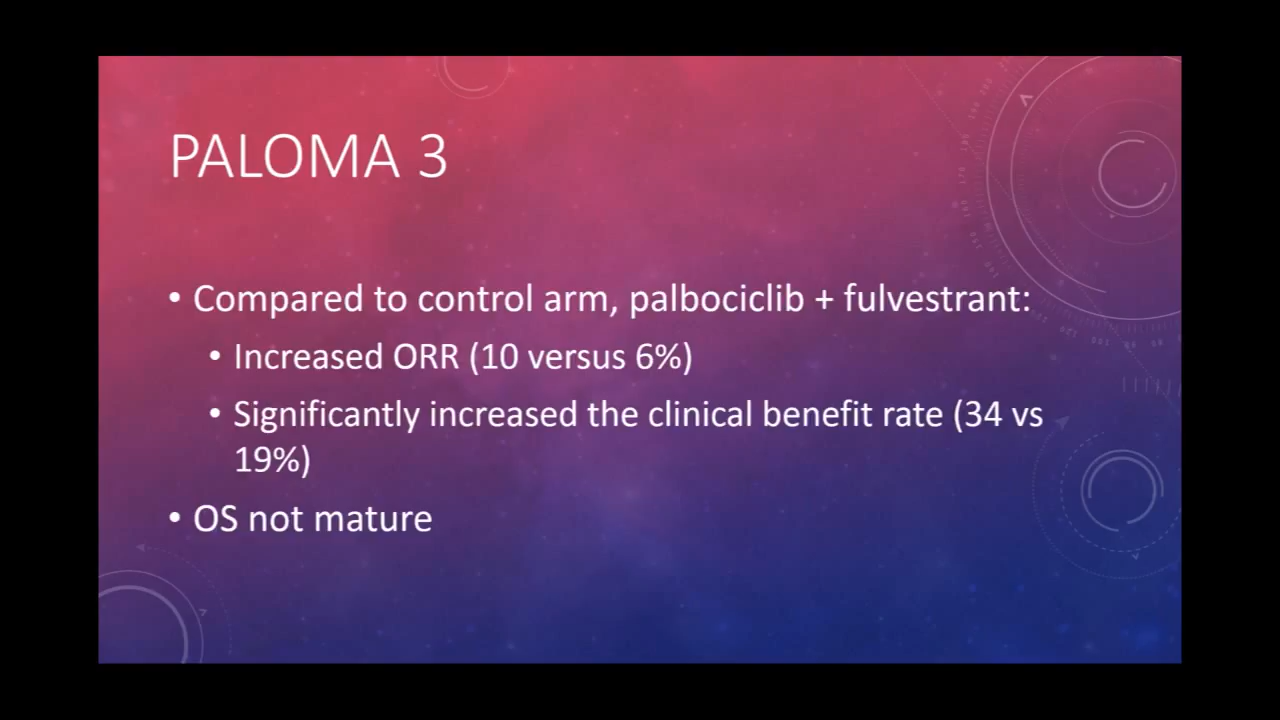 PALOMA 3
• Compared to control arm, palbociclib + fulvestrant:
• Increased ORR (10 versus 6%)
• Significantly increased the clinical benefit rate (34 vs
19%)
• OS not mature